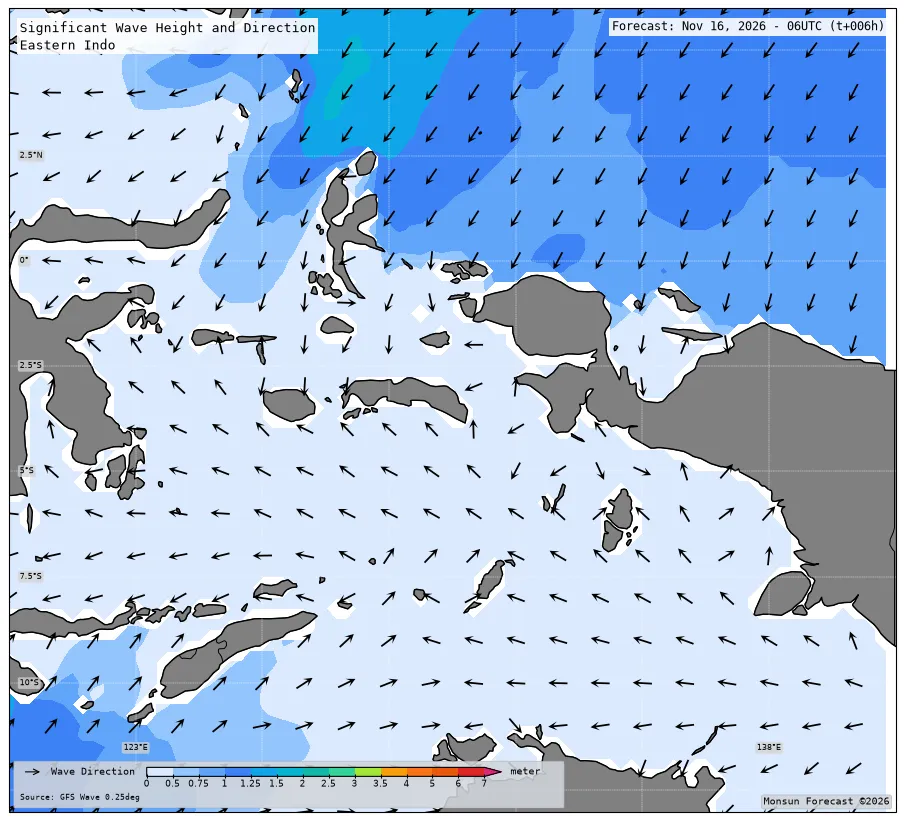 Significant Wave Height and Direction
Eastern Indo
Forecast: Nov 16, 2026 - 06UTC (t+006h)
2.5°N
0°
2.5°S
5°S
7.5°S
10°S
123°E
138°E
Wave Direction
meter
0 0.5 0.75 1 1.25 1.5 2 2.5 3 3.5 4 5 6 7
Source: GFS Wave 0.25deg
Monsun Forecast ©2026